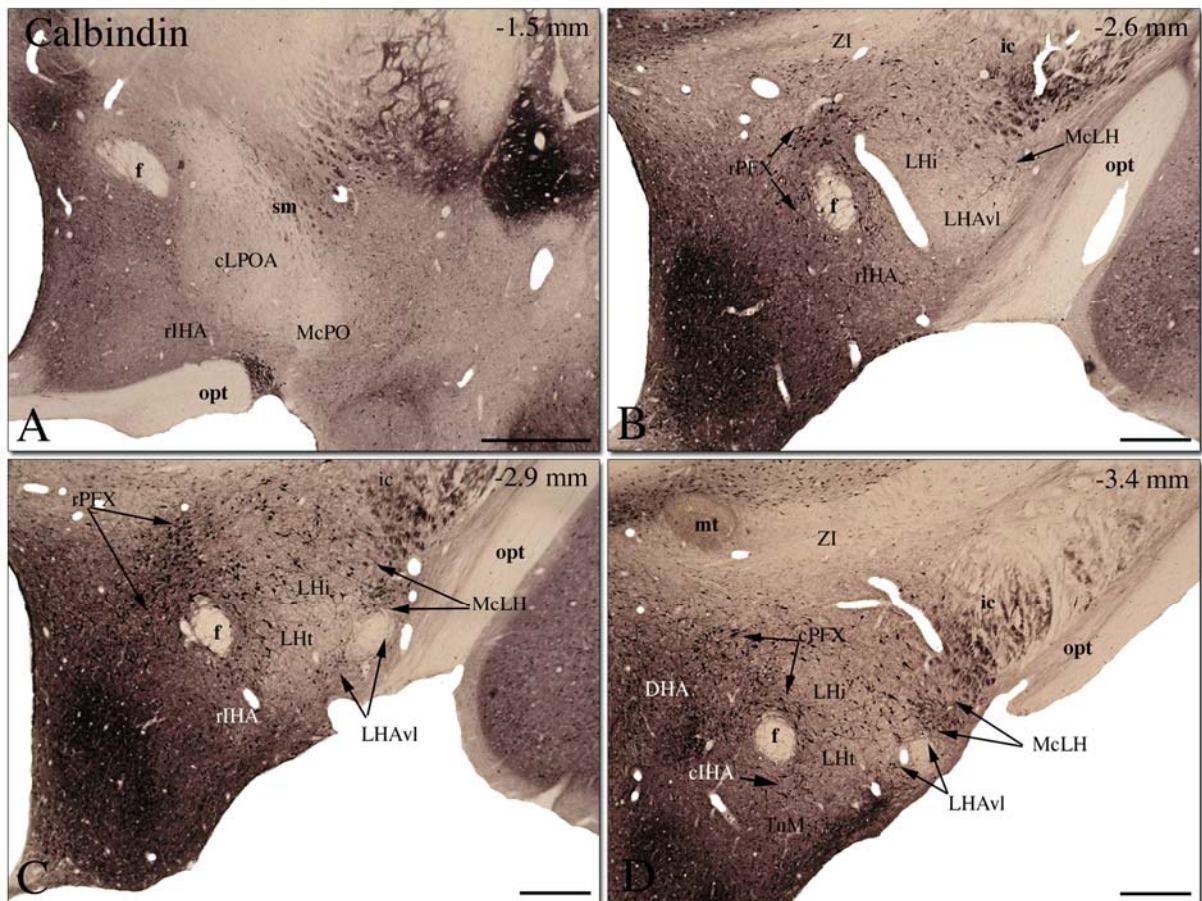 Calbindin
-1.5 mm
f
sm
cLPOA
rIHA
McPO
opt
A
ZI
ic
-2.6 mm
McLH
LHi
opt
rPFX
f
LHAvl
rIHA
B
ic
-2.9 mm
rPFX
opt
LHi
McLH
f
LHt
rIHA
LHAvl
C
-3.4 mm
mt
ZI
ic
cPFX
opt
DHA
LHi
f
McLH
LHt
cIHA
LHAvl
TuM
D